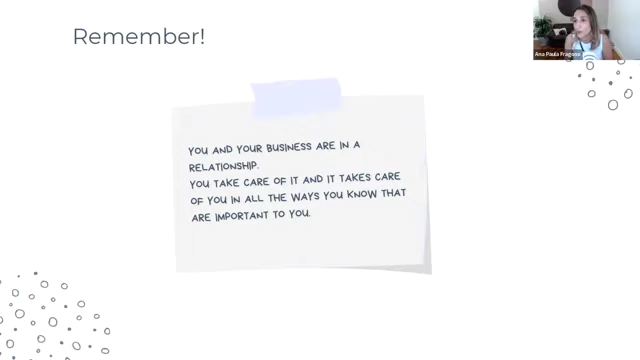 Remember!
Ana Paula Fragoso
YOU AND YOUR BUSINESS ARE IN A
RELATIONSHIP.
YOU TAKE CARE OF IT AND IT TAKES CARE
OF YOU IN ALL THE WAYS YOU KNOW THAT
ARE IMPORTANT TO YOU.